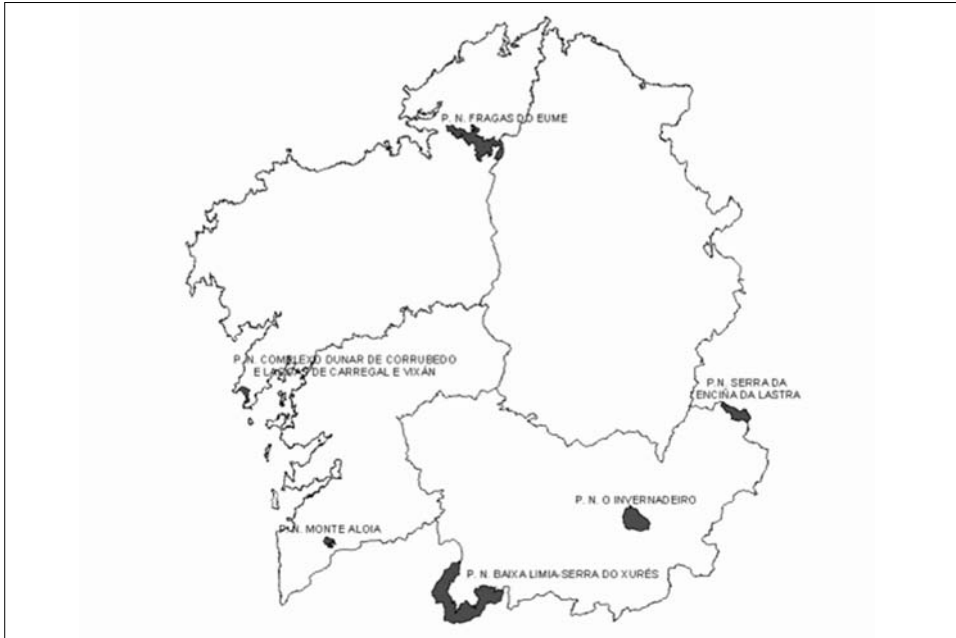 P. N. FRAGAS DO EUME
P. N. COMPLEXO DUNAR DE CORRUBEDO
E LAGOAS DE CARREGAL E VIXÁN
P.N. SERRA DA
ENCIÑA DA LASTRA
P. N. O INVERNADEIRO
P. N. MONTE ALOIA
P. N. BAIXA LIMIA-SERRA DO XURÉS